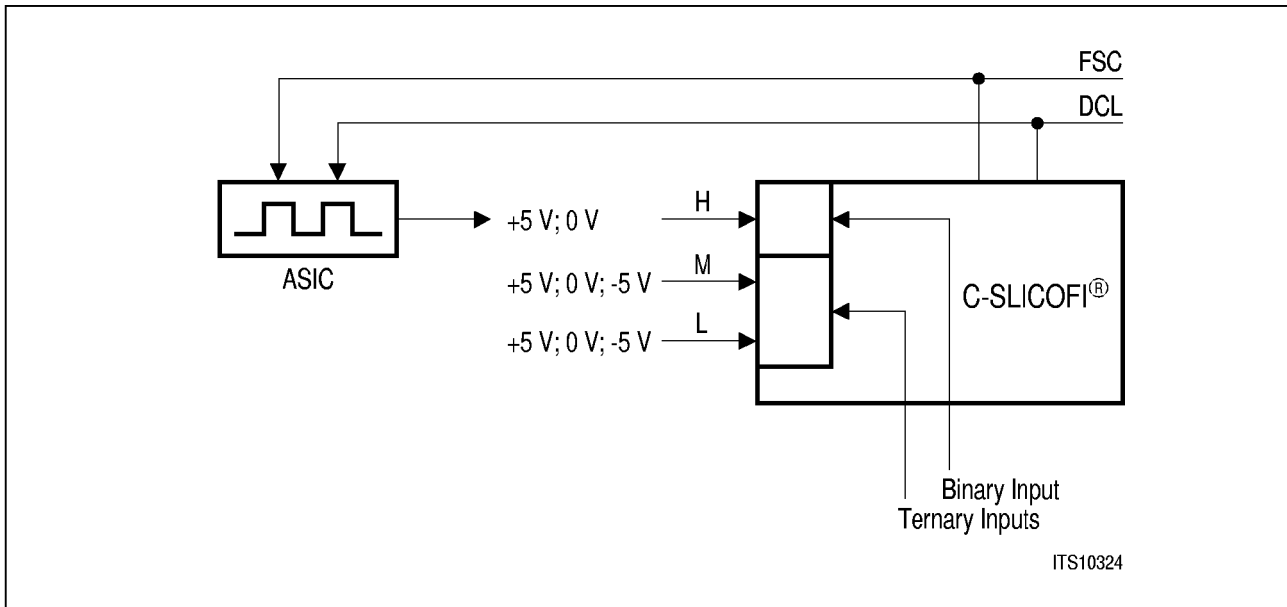 FSC
DCL
H
+5 V; 0 V
ASIC
M
+5 V; 0 V; -5 V
C-SLICOFI®
L
+5 V; 0 V; -5 V
Binary Input
Ternary Inputs
ITS10324